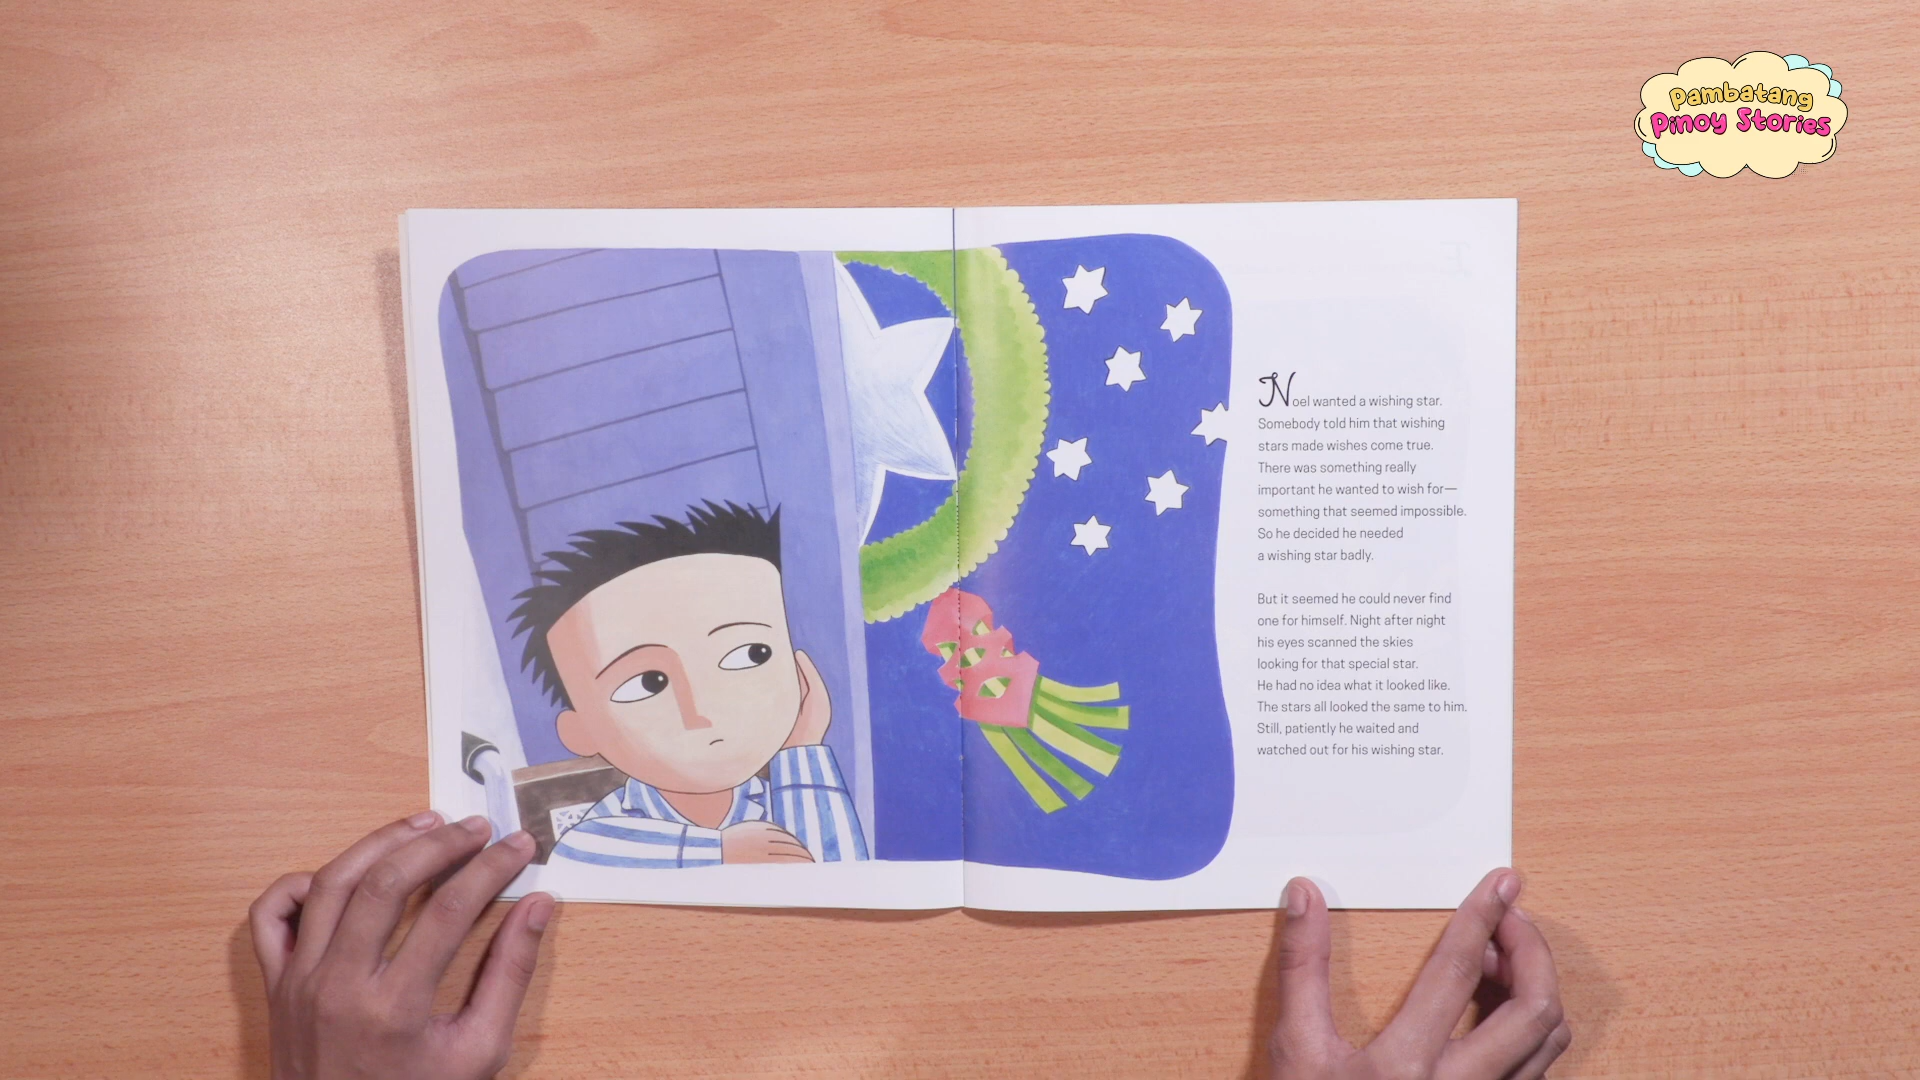 Pambatang
Pinoy Stories
Noel wanted a wishing star.
Somebody told him that wishing
stars made wishes come true.
There was something really
important he wanted to wish for—
something that seemed impossible.
So he decided he needed
a wishing star badly.
But it seemed he could never find
one for himself. Night after night
his eyes scanned the skies
looking for that special star.
He had no idea what it looked like.
The stars all looked the same to him.
Still, patiently he waited and
watched out for his wishing star.